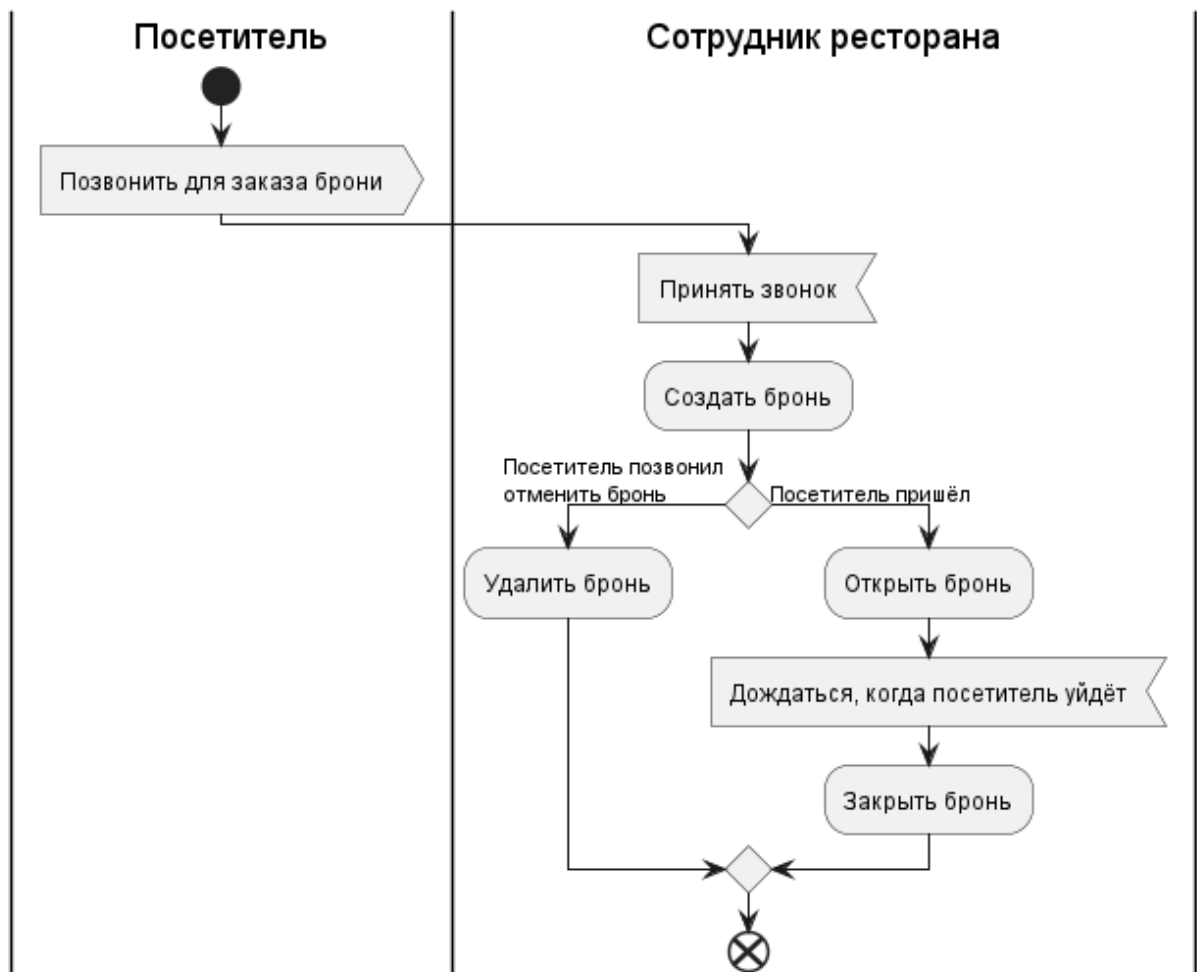 Посетитель
Сотрудник ресторана
Позвонить для заказа брони
Принять звонок
Создать бронь
Посетитель позвонил
отменить бронь
Посетитель пришёл
Удалить бронь
Открыть бронь
Дождаться, когда посетитель уйдёт
Закрыть бронь